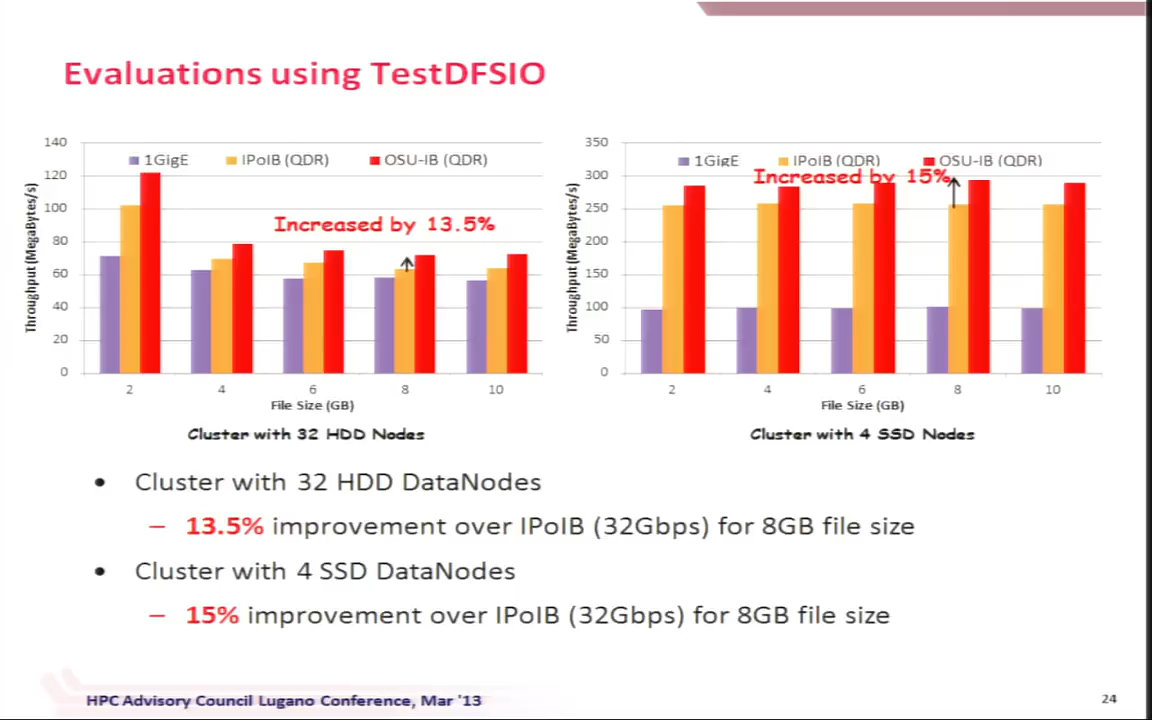 Evaluations using TestDFSIO
140
120
100
80
60
40
20
0
Throughput (MegaBytes/s)
1GigE IPoIB (QDR) OSU-IB (QDR)
Increased by 13.5%
2 4 6 8 10
File Size (GB)
Cluster with 32 HDD Nodes
350
300
250
200
150
100
50
0
Throughput (MegaBytes/s)
1GigE IPoIB (QDR) OSU-IB (QDR)
Increased by 15%
2 4 6 8 10
File Size (GB)
Cluster with 4 SSD Nodes
• Cluster with 32 HDD DataNodes
– 13.5% improvement over IPoIB (32Gbps) for 8GB file size
• Cluster with 4 SSD DataNodes
– 15% improvement over IPoIB (32Gbps) for 8GB file size
HPC Advisory Council Lugano Conference, Mar '13
24